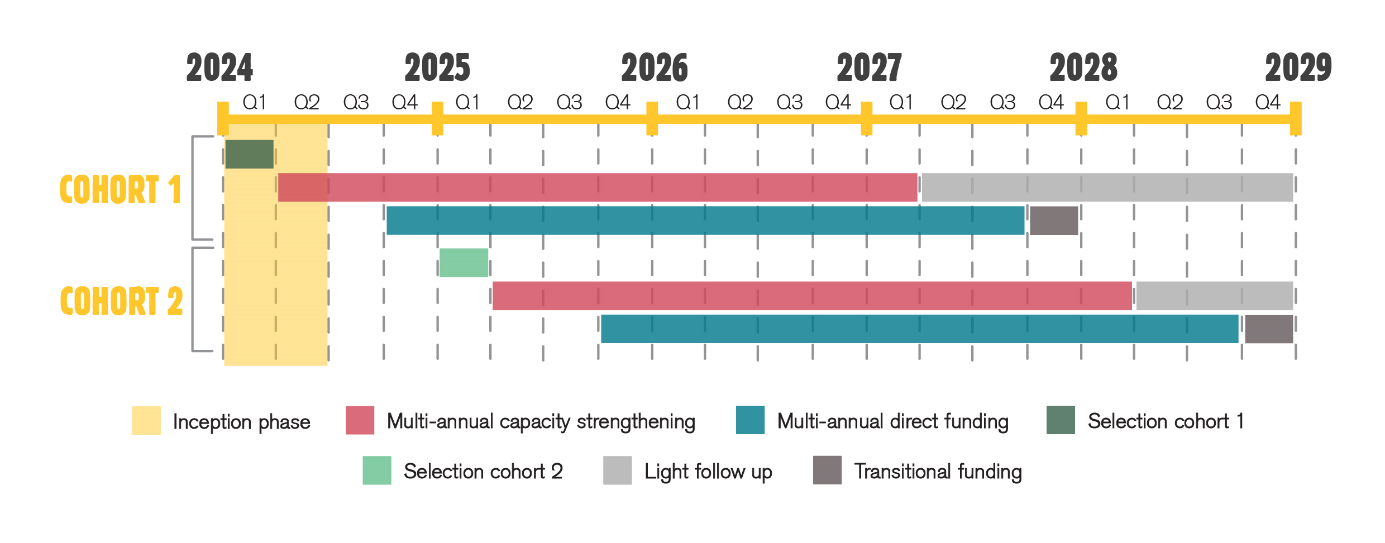 2024 2025 2026 2027 2028 2029
Q1 Q2 Q3 Q4 Q1 Q2 Q3 Q4 Q1 Q2 Q3 Q4 Q1 Q2 Q3 Q4 Q1 Q2 Q3 Q4
COHORT 1
COHORT 2
Inception phase Multi-annual capacity strengthening Multi-annual direct funding Selection cohort 1
Selection cohort 2 Light follow up Transitional funding